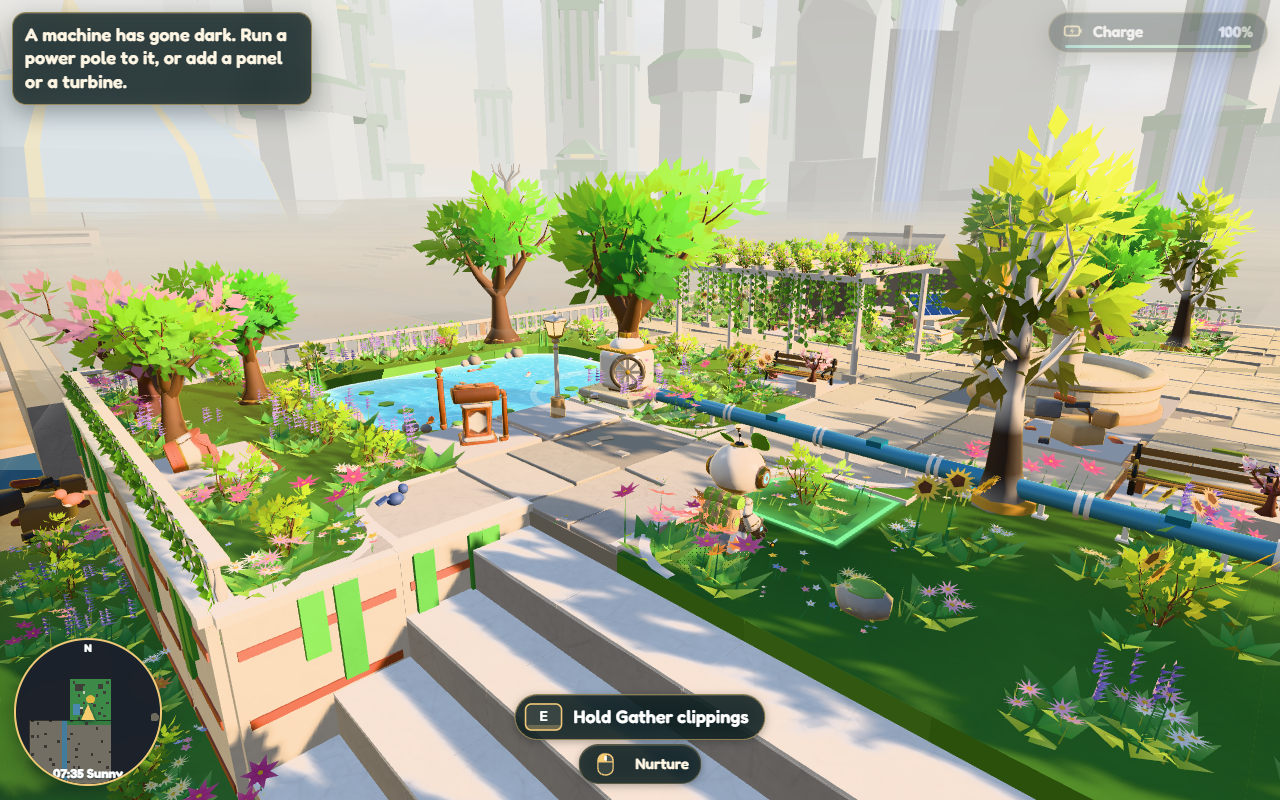 A machine has gone dark. Run a
power pole to it, or add a panel
or a turbine.
Charge 100%
E Hold Gather clippings
Nurture
N
07:35 Sunny